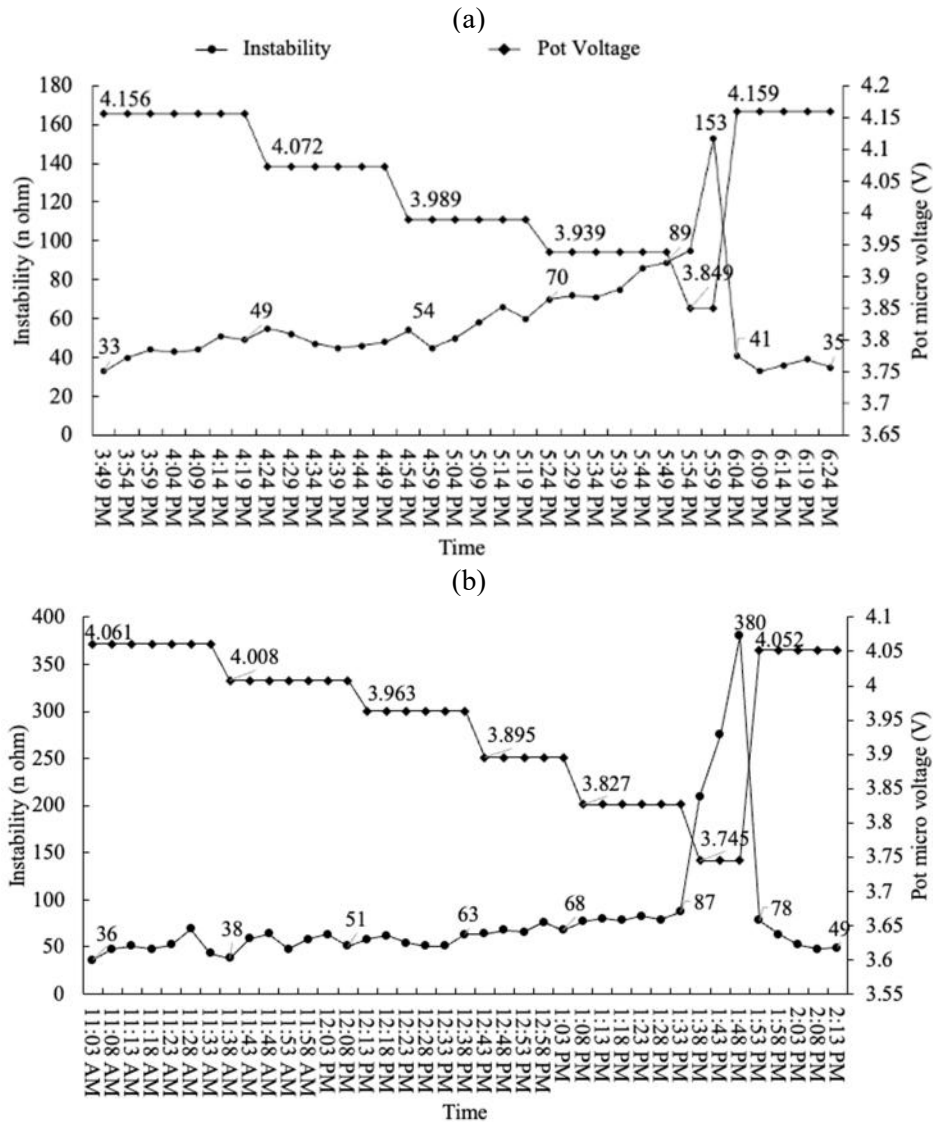 (a)
Instability
Pot Voltage
180
160
140
120
100
80
60
40
20
0
Instability (n ohm)
4.156
4.072
3.989
3.939
3.849
4.159
33
49
54
70
89
153
41
35
4.2
4.15
4.1
4.05
4
3.95
3.9
3.85
3.8
3.75
3.7
3.65
Pot micro voltage (V)
3:49 PM
3:54 PM
3:59 PM
4:04 PM
4:09 PM
4:14 PM
4:19 PM
4:24 PM
4:29 PM
4:34 PM
4:39 PM
4:44 PM
4:49 PM
4:54 PM
4:59 PM
5:04 PM
5:09 PM
5:14 PM
5:19 PM
5:24 PM
5:29 PM
5:34 PM
5:39 PM
5:44 PM
5:49 PM
5:54 PM
5:59 PM
6:04 PM
6:09 PM
6:14 PM
6:19 PM
6:24 PM
Time
(b)
400
350
300
250
200
150
100
50
0
Instability (n ohm)
4.061
4.008
3.963
3.895
3.827
3.745
4.052
36
38
51
63
68
87
380
78
49
4.1
4.05
4
3.95
3.9
3.85
3.8
3.75
3.7
3.65
3.6
3.55
Pot micro voltage (V)
11:03 AM
11:08 AM
11:13 AM
11:18 AM
11:23 AM
11:28 AM
11:33 AM
11:38 AM
11:43 AM
11:48 AM
11:53 AM
11:58 AM
12:03 PM
12:08 PM
12:13 PM
12:18 PM
12:23 PM
12:28 PM
12:33 PM
12:38 PM
12:43 PM
12:48 PM
12:53 PM
12:58 PM
1:03 PM
1:08 PM
1:13 PM
1:18 PM
1:23 PM
1:28 PM
1:33 PM
1:38 PM
1:43 PM
1:48 PM
1:53 PM
1:58 PM
2:03 PM
2:08 PM
2:13 PM
Time